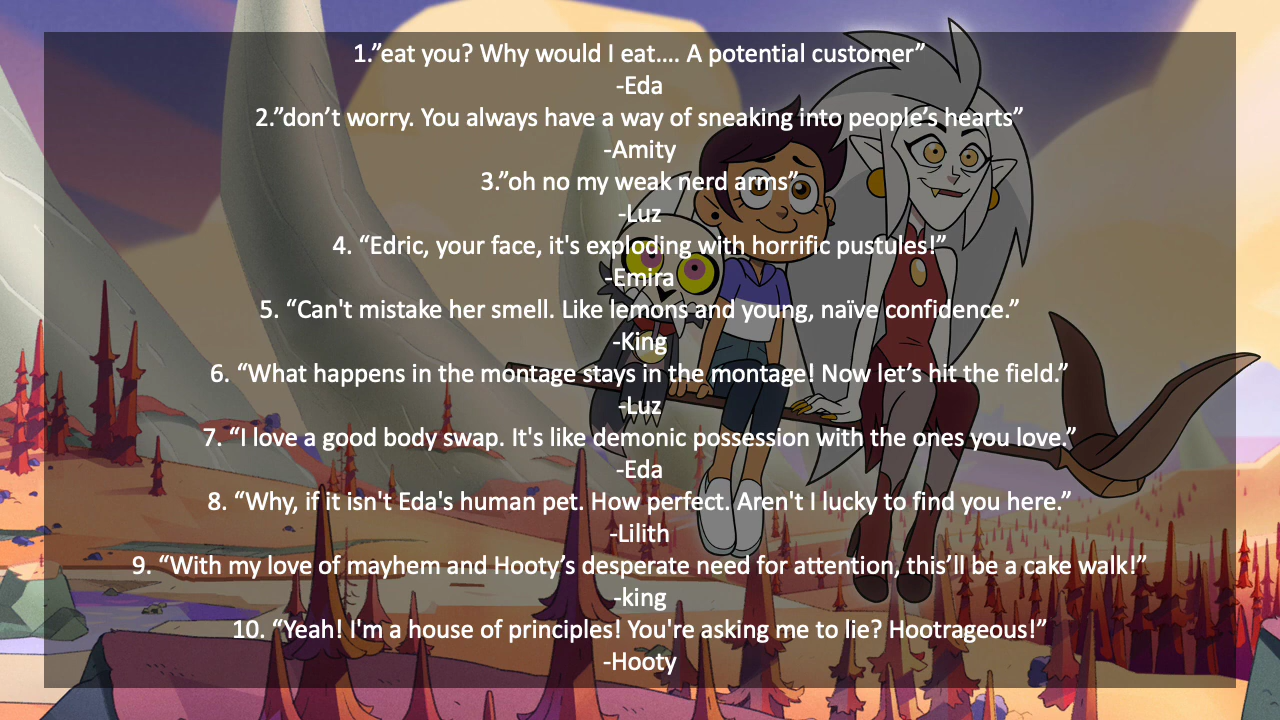 1.”eat you? Why would I eat.... A potential customer”
-Eda
2.”don’t worry. You always have a way of sneaking into people’s hearts”
-Amity
3.”oh no my weak nerd arms”
-Luz
4. “Edric, your face, it's exploding with horrific pustules!”
-Emira
5. “Can't mistake her smell. Like lemons and young, naïve confidence.”
-King
6. “What happens in the montage stays in the montage! Now let’s hit the field.”
-Luz
7. “I love a good body swap. It's like demonic possession with the ones you love.”
-Eda
8. “Why, if it isn't Eda's human pet. How perfect. Aren't I lucky to find you here.”
-Lilith
9. “With my love of mayhem and Hooty’s desperate need for attention, this’ll be a cake walk!”
-king
10. “Yeah! I'm a house of principles! You're asking me to lie? Hootrageous!”
-Hooty